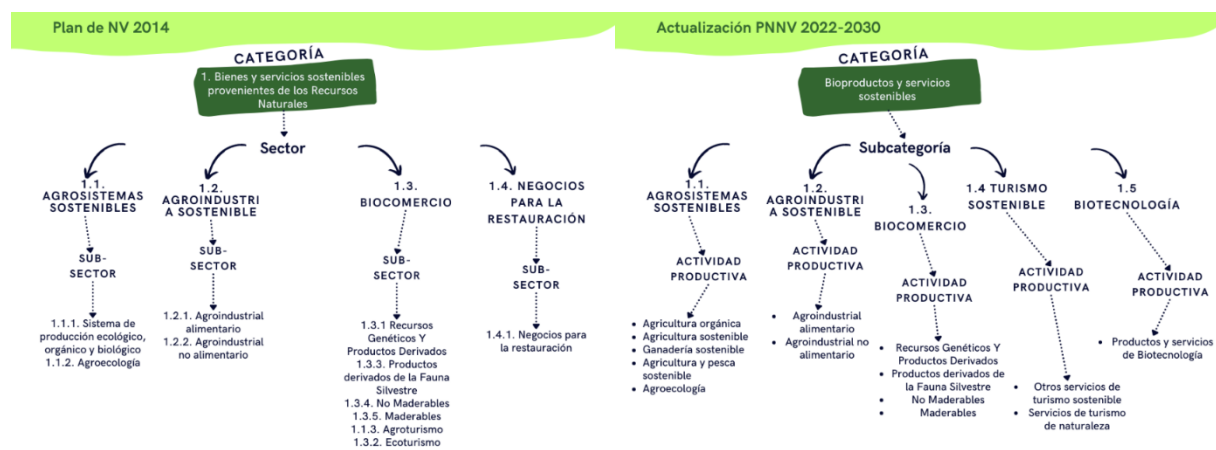 Plan de NV 2014
CATEGORÍA
1. Bienes y servicios sostenibles
provenientes de los Recursos
Naturales
Sector
1.1.
AGROSISTEMAS
SOSTENIBLES
SUB-
SECTOR
1.1.1. Sistema de
producción ecológico,
orgánico y biológico
1.1.2. Agroecología
1.2.
AGROINDUSTRI
A SOSTENIBLE
SUB-
SECTOR
1.2.1. Agroindustrial
alimentario
1.2.2. Agroindustrial
no alimentario
1.3.
BIOCOMERCIO
SUB-
SECTOR
1.3.1 Recursos
Genéticos Y
Productos Derivados
1.3.3. Productos
derivados de la Fauna
Silvestre
1.3.4. No Maderables
1.3.5. Maderables
1.1.3. Agroturismo
1.3.2. Ecoturismo
1.4. NEGOCIOS
PARA LA
RESTAURACIÓN
SUB-
SECTOR
1.4.1. Negocios para
la restauración
Actualización PNNV 2022-2030
CATEGORÍA
Bioproductos y servicios
sostenibles
Subcategoría
1.1.
AGROSISTEMAS
SOSTENIBLES
ACTIVIDAD
PRODUCTIVA
• Agricultura orgánica
• Agricultura sostenible
• Ganadería sostenible
• Agricultura y pesca
sostenible
• Agroecología
1.2.
AGROINDUSTRI
A SOSTENIBLE
ACTIVIDAD
PRODUCTIVA
• Agroindustrial
alimentario
• Agroindustrial no
alimentario
1.3.
BIOCOMERCIO
ACTIVIDAD
PRODUCTIVA
• Recursos Genéticos Y
Productos Derivados
• Productos derivados de
la Fauna Silvestre
• No Maderables
• Maderables
1.4 TURISMO
SOSTENIBLE
ACTIVIDAD
PRODUCTIVA
• Otros servicios de
turismo sostenible
• Servicios de turismo
de naturaleza
1.5
BIOTECNOLOGÍA
ACTIVIDAD
PRODUCTIVA
• Productos y servicios
de Biotecnología